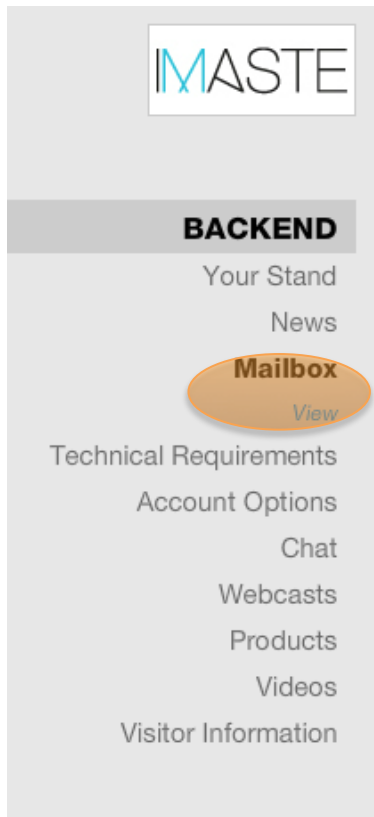 IMASTE
BACKEND
Your Stand
News
Mailbox
View
Technical Requirements
Account Options
Chat
Webcasts
Products
Videos
Visitor Information